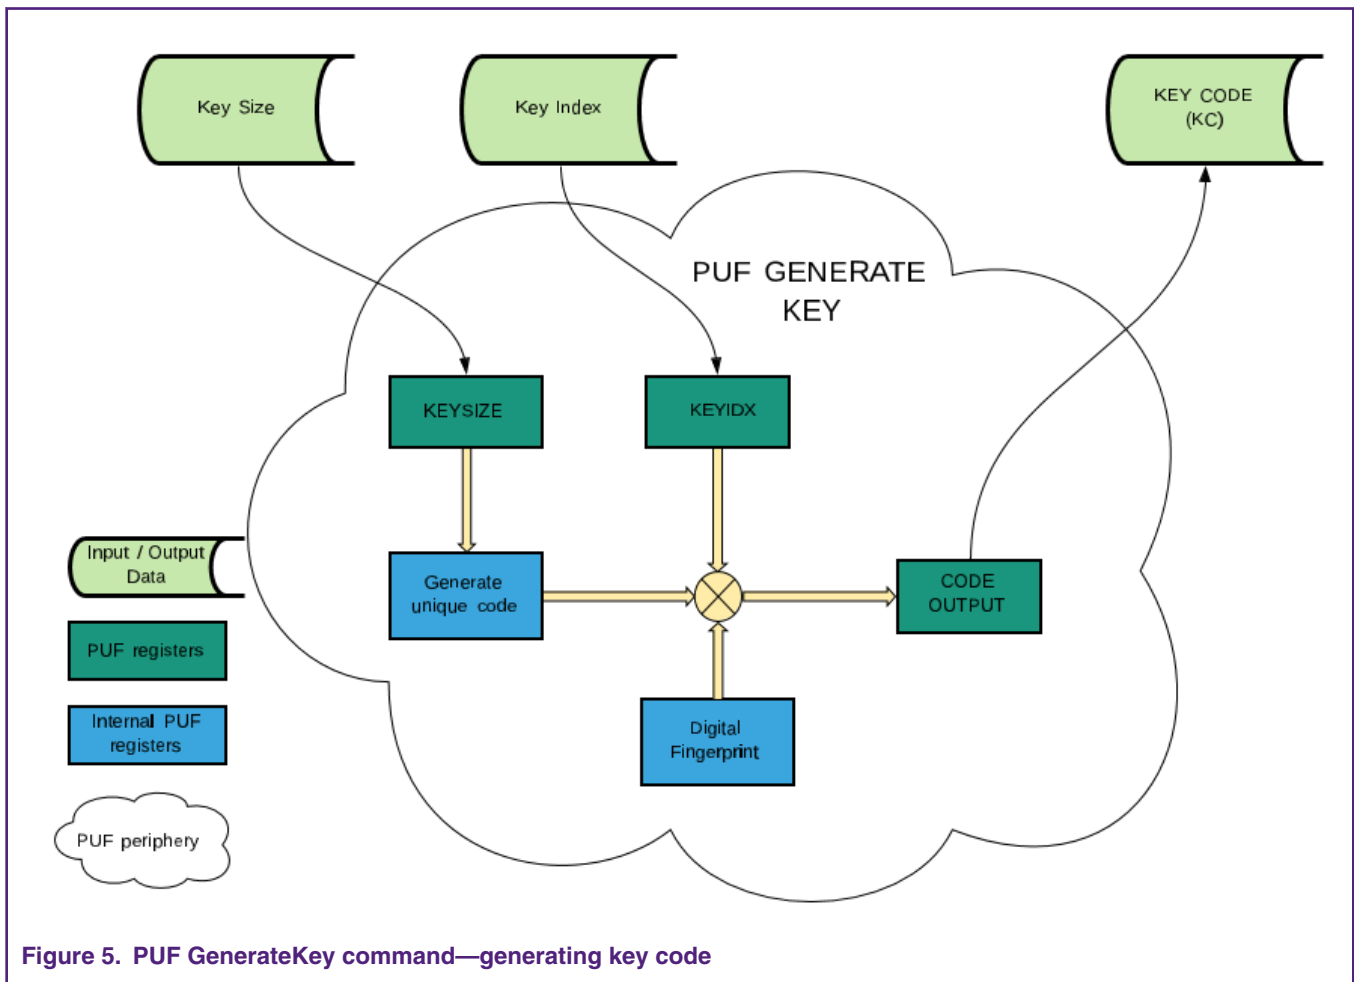 Key Size
Key Index
KEY CODE
(KC)
PUF GENERATE
KEY
KEYSIZE
KEYIDX
Input / Output
Data
Generate
unique code
CODE
OUTPUT
PUF registers
Internal PUF
registers
Digital
Fingerprint
PUF periphery
Figure 5. PUF GenerateKey command—generating key code